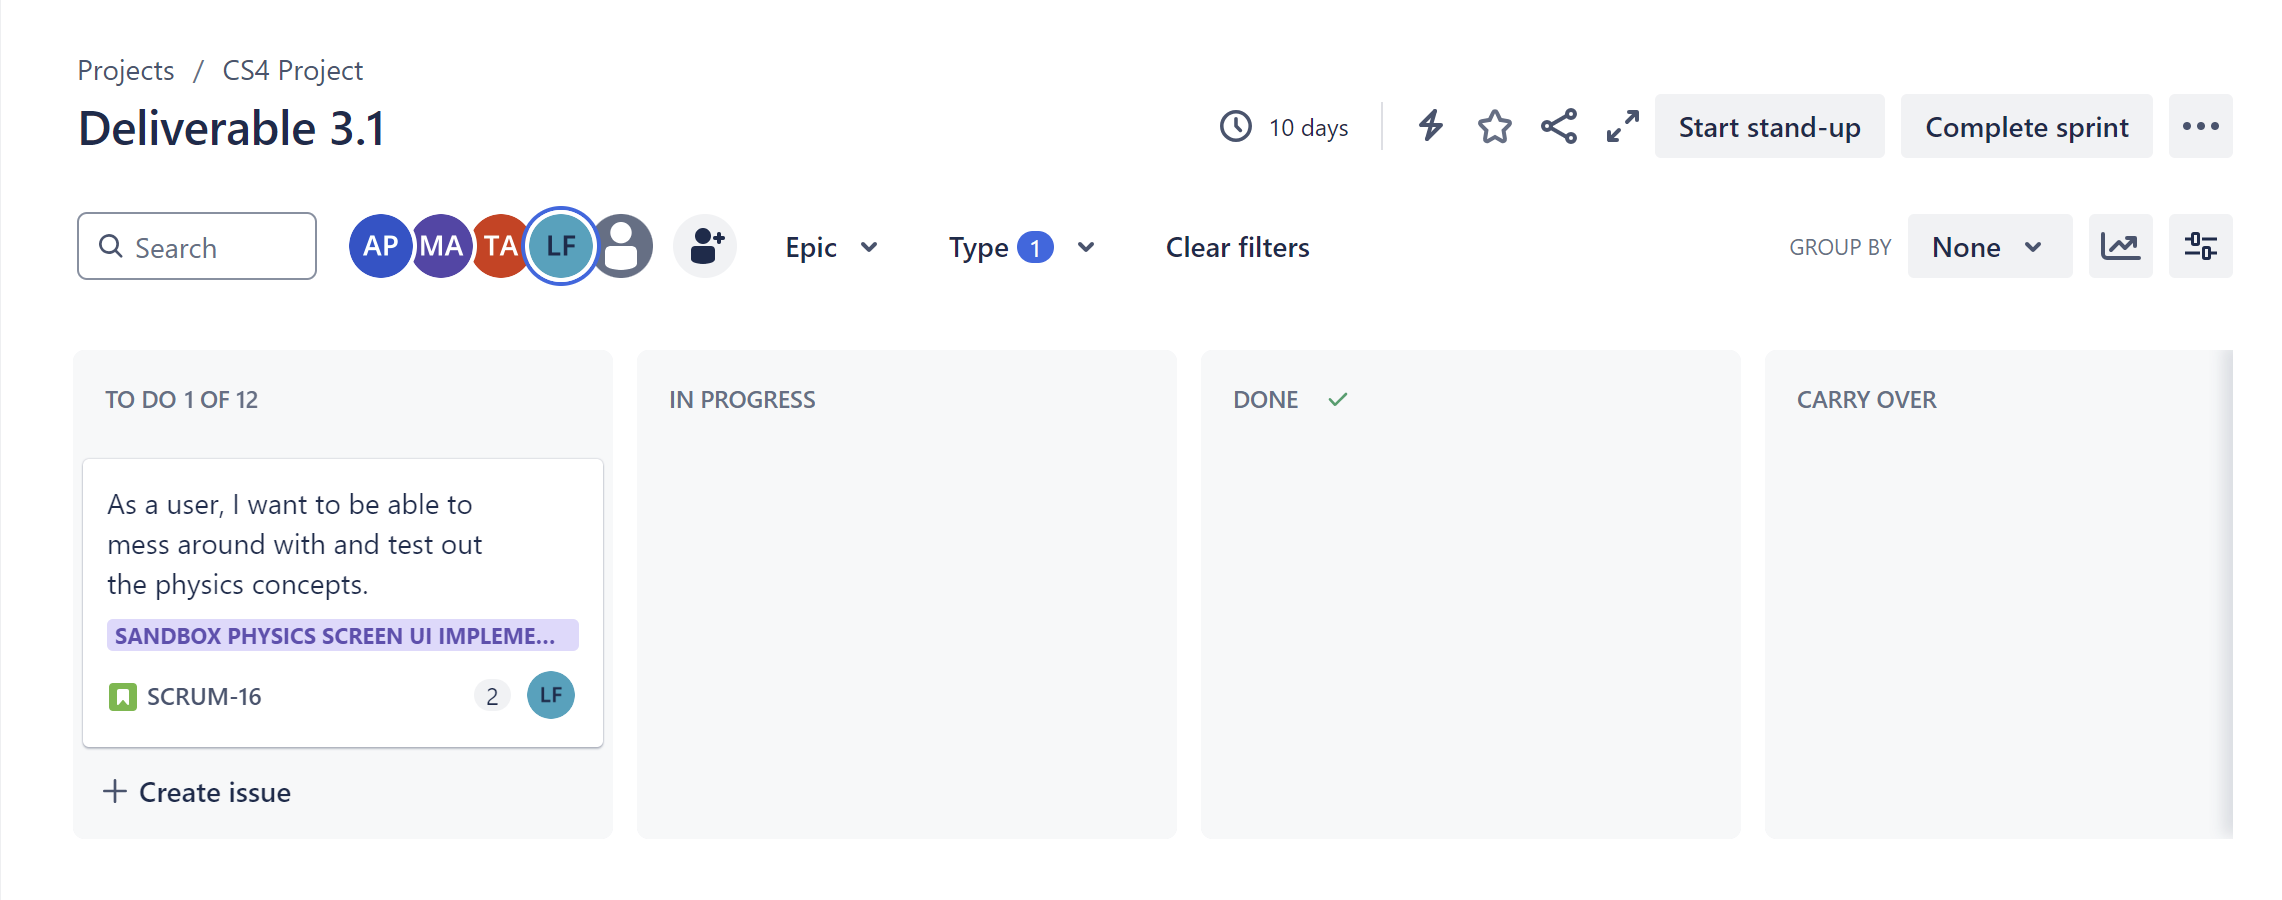 Projects / CS4 Project
Deliverable 3.1
10 days
Start stand-up
Complete sprint
Search
AP
MA
TA
LF
Epic
Type 1
Clear filters
GROUP BY
None
TO DO 1 OF 12
IN PROGRESS
DONE
CARRY OVER
As a user, I want to be able to
mess around with and test out
the physics concepts.
SANDBOX PHYSICS SCREEN UI IMPLEME...
SCRUM-16
2
LF
Create issue